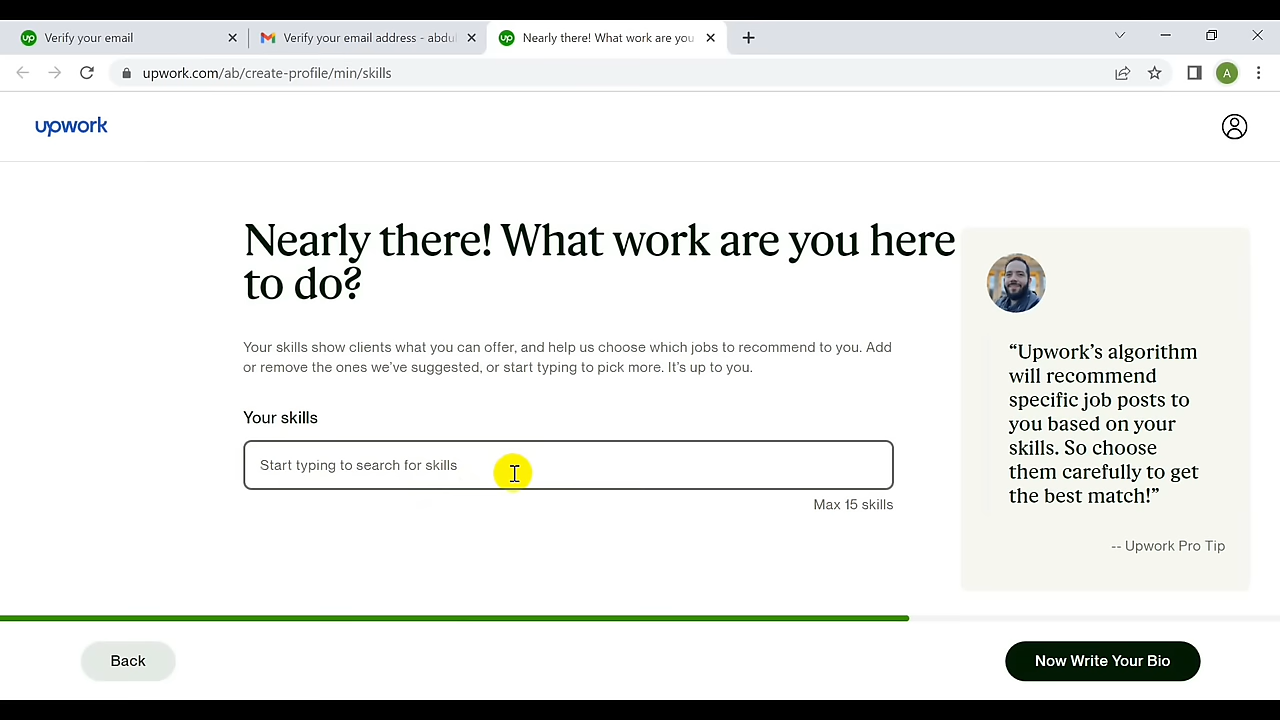 Verify your email
Verify your email address - abdul
Nearly there! What work are you
upwork.com/ab/create-profile/min/skills
A
upwork
Nearly there! What work are you here
to do?
Your skills show clients what you can offer, and help us choose which jobs to recommend to you. Add
or remove the ones we’ve suggested, or start typing to pick more. It’s up to you.
Your skills
Start typing to search for skills
Max 15 skills
“Upwork’s algorithm
will recommend
specific job posts to
you based on your
skills. So choose
them carefully to get
the best match!”
-- Upwork Pro Tip
Back
Now Write Your Bio